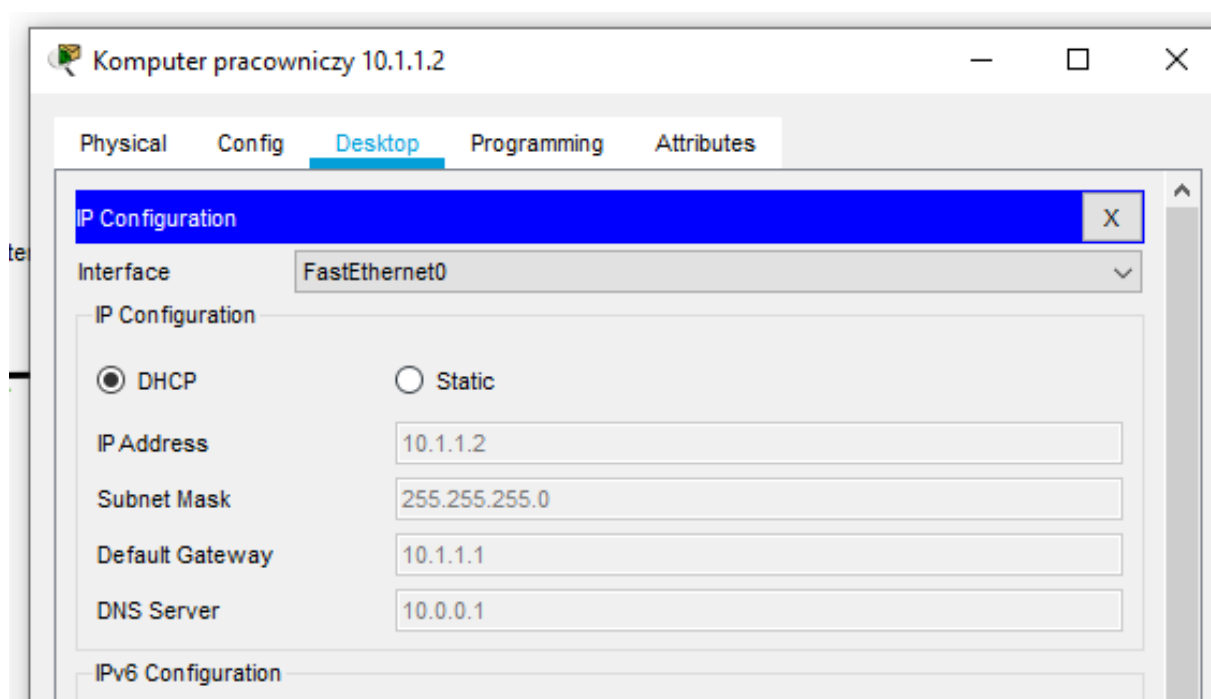 Komputer pracowniczy 10.1.1.2
Physical Config Desktop Programming Attributes
IP Configuration X
Interface FastEthernet0
IP Configuration
DHCP Static
IP Address 10.1.1.2
Subnet Mask 255.255.255.0
Default Gateway 10.1.1.1
DNS Server 10.0.0.1
IPv6 Configuration